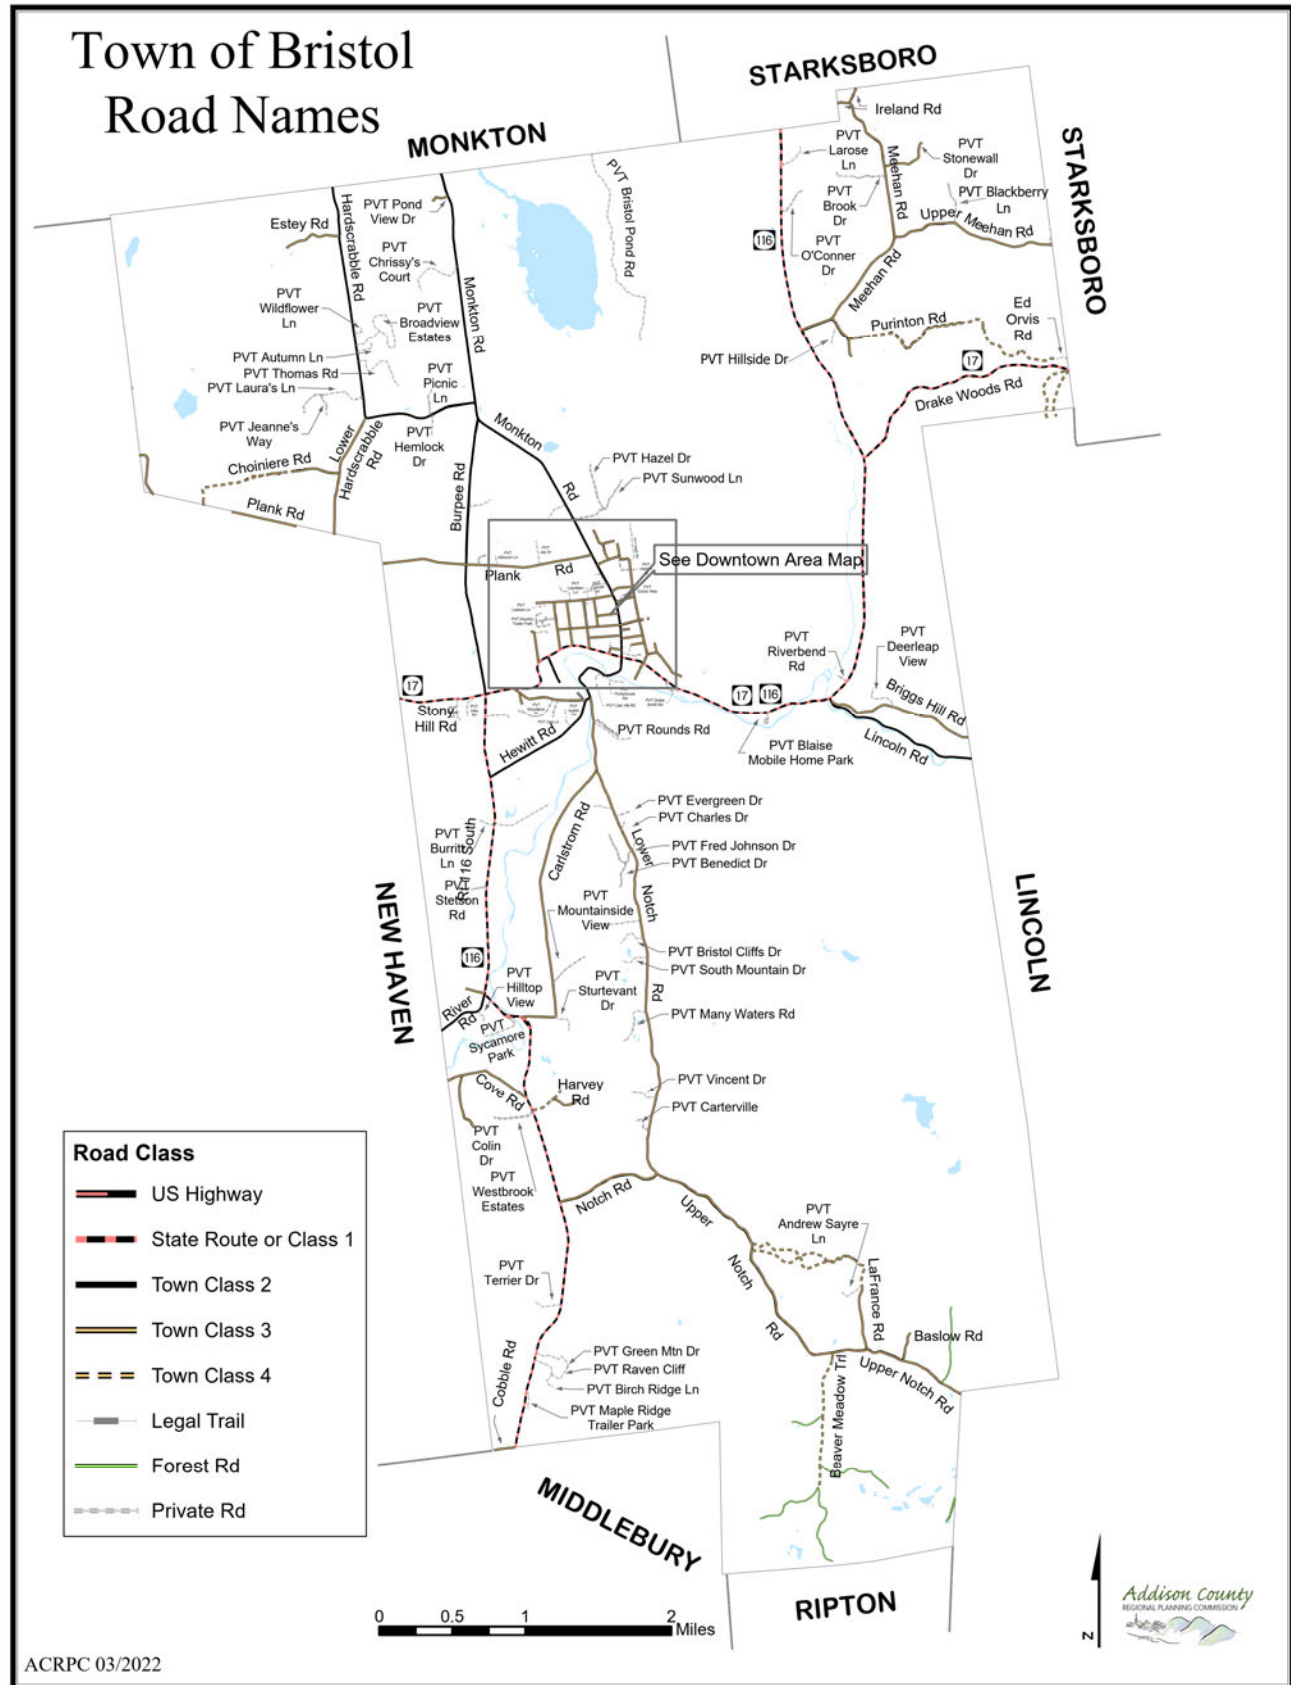 Town of Bristol
Road Names
STARKSBORO
MONKTON
STARKSBORO
Ireland Rd
PVT
Larose
Ln
Meehan Rd
PVT
Stonewall
Dr
PVT Blackberry
Ln
PVT
Brook
Dr
Upper Meehan Rd
116
PVT
O'Conner
Dr
Meehan Rd
Purinton Rd
Ed
Orvis
Rd
PVT Hillside Dr
17
Drake Woods Rd
PVT Bristol Pond Rd
PVT Pond
View Dr
Estey Rd
Hardscrabble Rd
PVT
Chrissy's
Court
Monkton Rd
PVT
Wildflower
Ln
PVT
Broadview
Estates
PVT Autumn Ln
PVT Thomas Rd
PVT Laura's Ln
PVT
Picnic
Ln
PVT Jeanne's
Way
PVT
Hemlock
Dr
Lower
Hardscrabble
Rd
Choiniere Rd
Plank Rd
Monkton
Rd
Burpee Rd
PVT Hazel Dr
PVT Sunwood Ln
Plank
Rd
See Downtown Area Map
PVT
Riverbend
Rd
PVT
Deerleap
View
Briggs Hill Rd
Lincoln Rd
17
116
PVT Blaise
Mobile Home Park
17
Stony
Hill Rd
Hewitt Rd
PVT Rounds Rd
PVT Evergreen Dr
PVT Charles Dr
Carlstrom Rd
Lower
Notch
Rd
PVT Fred Johnson Dr
PVT Benedict Dr
PVT
Burritt
Ln
Rt 116 South
PVT
Stetson
Rd
PVT
Mountainside
View
NEW HAVEN
LINCOLN
116
PVT Bristol Cliffs Dr
PVT South Mountain Dr
PVT
Hilltop
View
PVT
Sturtevant
Dr
PVT Many Waters Rd
River
Rd
PVT
Sycamore
Park
Cove Rd
Harvey
Rd
PVT Vincent Dr
PVT Carterville
PVT
Colin
Dr
PVT
Westbrook
Estates
Notch Rd
Upper
Notch
Rd
PVT
Andrew Sayre
Ln
LaFrance Rd
Baslow Rd
Upper Notch Rd
Beaver Meadow Trl
PVT
Terrier Dr
Cobble Rd
PVT Green Mtn Dr
PVT Raven Cliff
PVT Birch Ridge Ln
PVT Maple Ridge
Trailer Park
MIDDLEBURY
RIPTON
Road Class
US Highway
State Route or Class 1
Town Class 2
Town Class 3
Town Class 4
Legal Trail
Forest Rd
Private Rd
0 0.5 1 2
Miles
N
Addison County
REGIONAL PLANNING COMMISSION
ACRPC 03/2022